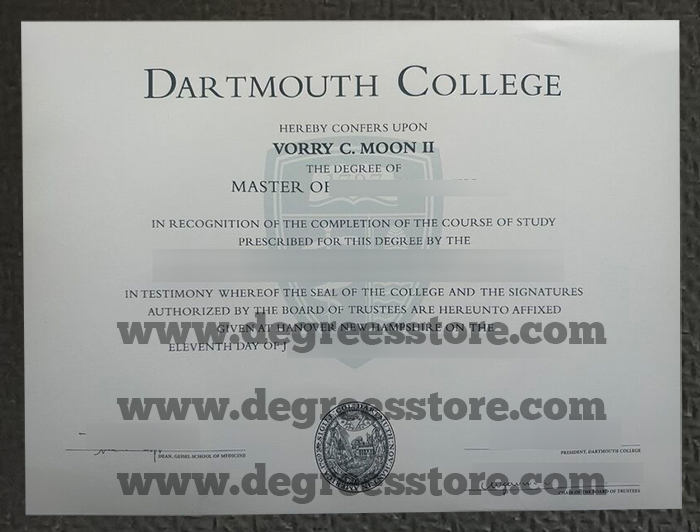 www.degreesstore.com
DARTMOUTH COLLEGE
HEREBY CONFERS UPON
VORRY C. MOON II
THE DEGREE OF
MASTER OF
IN RECOGNITION OF THE COMPLETION OF THE COURSE OF STUDY
PRESCRIBED FOR THIS DEGREE BY THE
IN TESTIMONY WHEREOF THE SEAL OF THE COLLEGE AND THE SIGNATURES
AUTHORIZED BY THE BOARD OF TRUSTEES ARE HEREUNTO AFFIXED
www.degreesstore.com
GIVEN AT HANOVER NEW HAMPSHIRE ON THE
ELEVENTH DAY OF J
www.degreesstore.com
DEAN, GEISEL SCHOOL OF MEDICINE
PRESIDENT, DARTMOUTH COLLEGE
www.degreesstore.com
CHAIR OF THE BOARD OF TRUSTEES